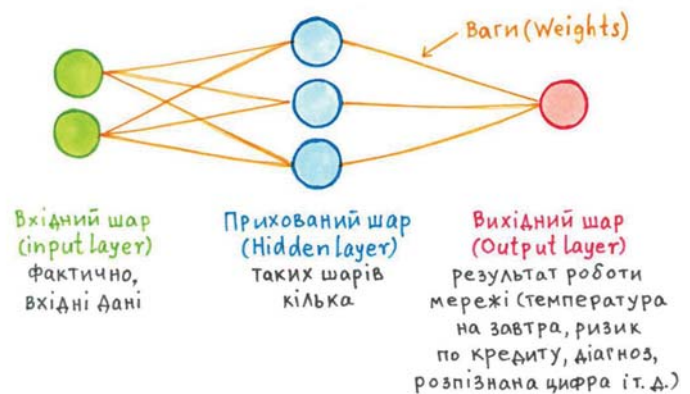 Ваги (Weights)
Вхідний шар
(input layer)
фактично,
вхідні дані
Прихований шар
(Hidden layer)
таких шарів
кілька
Вихідний шар
(Output layer)
результат роботи
мережі (температура
на завтра, ризик
по кредиту, діагноз,
розпізнана цифра і т. д.)